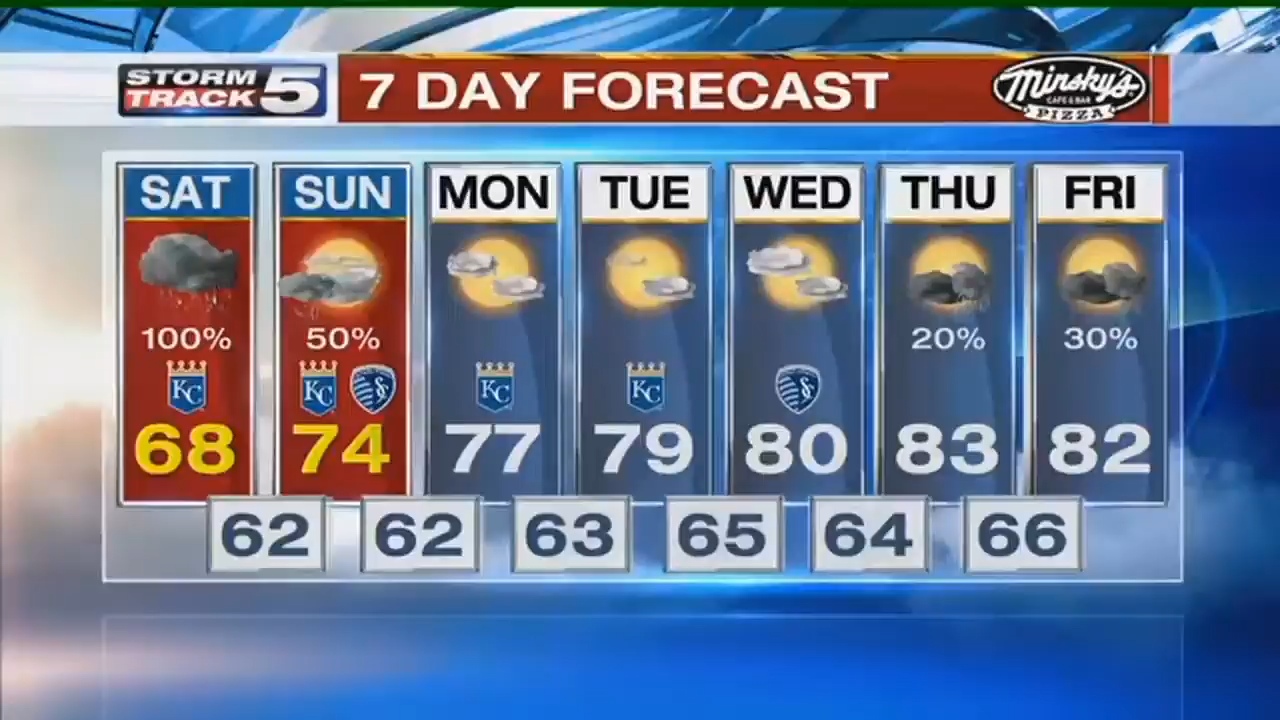 STORM TRACK 5
7 DAY FORECAST
Minsky's
CAFE & BAR
PIZZA
SAT SUN MON TUE WED THU FRI
100% 50% 20% 30%
KC KC KC KC
68 74 77 79 80 83 82
62 62 63 65 64 66